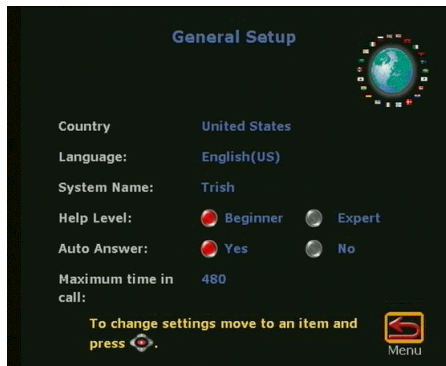 General Setup
Country United States
Language: English(US)
System Name: Trish
Help Level: Beginner Expert
Auto Answer: Yes No
Maximum time in 480
call:
To change settings move to an item and
press .
Menu